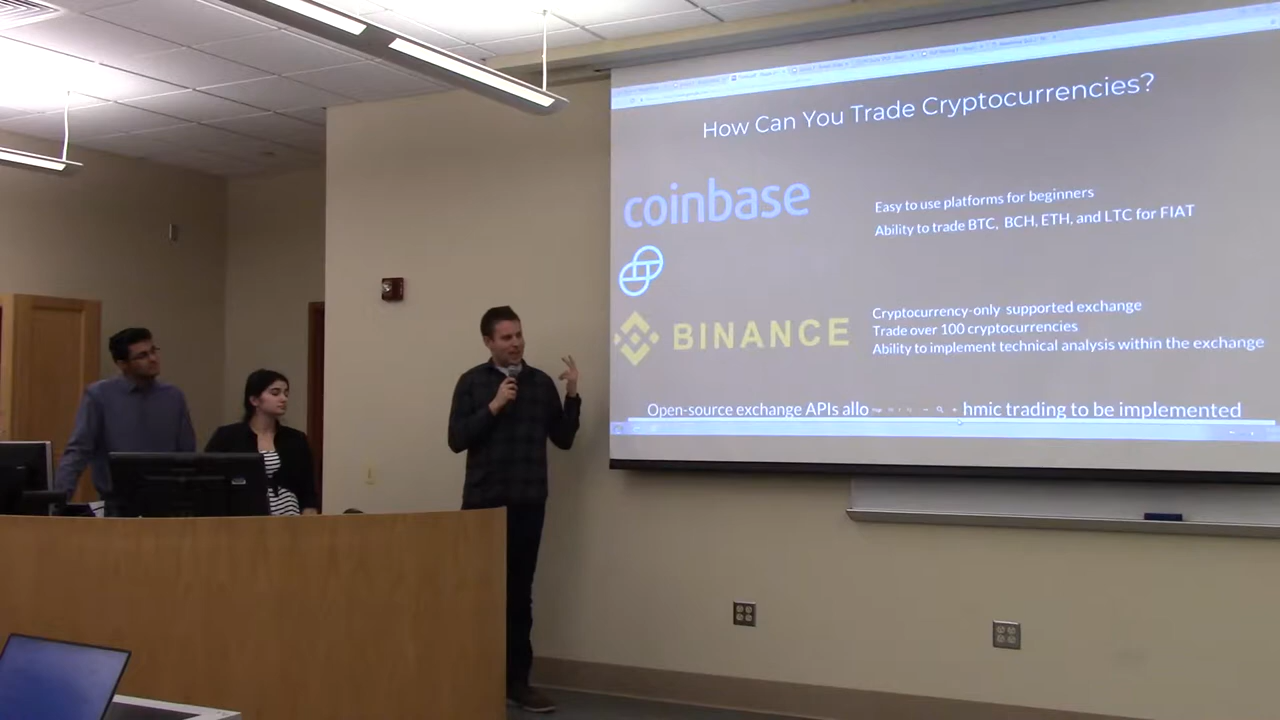 How Can You Trade Cryptocurrencies?
coinbase
Easy to use platforms for beginners
Ability to trade BTC, BCH, ETH, and LTC for FIAT
BINANCE
Cryptocurrency-only supported exchange
Trade over 100 cryptocurrencies
Ability to implement technical analysis within the exchange
Open-source exchange APIs allo hmic trading to be implemented